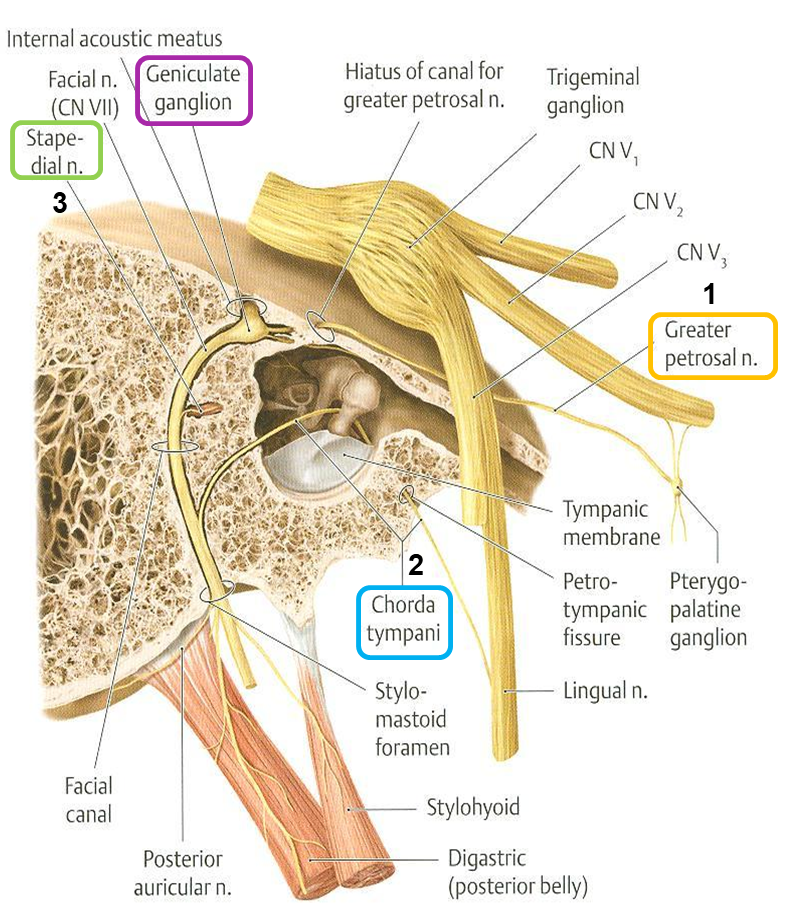 Internal acoustic meatus
Facial n.
(CN VII)
Geniculate
ganglion
Hiatus of canal for
greater petrosal n.
Trigeminal
ganglion
Stape-
dial n.
3
CN V1
CN V2
CN V3
1
Greater
petrosal n.
Tympanic
membrane
2
Chorda
tympani
Petro-
tympanic
fissure
Pterygo-
palatine
ganglion
Stylo-
mastoid
foramen
Lingual n.
Facial
canal
Stylohyoid
Posterior
auricular n.
Digastric
(posterior belly)